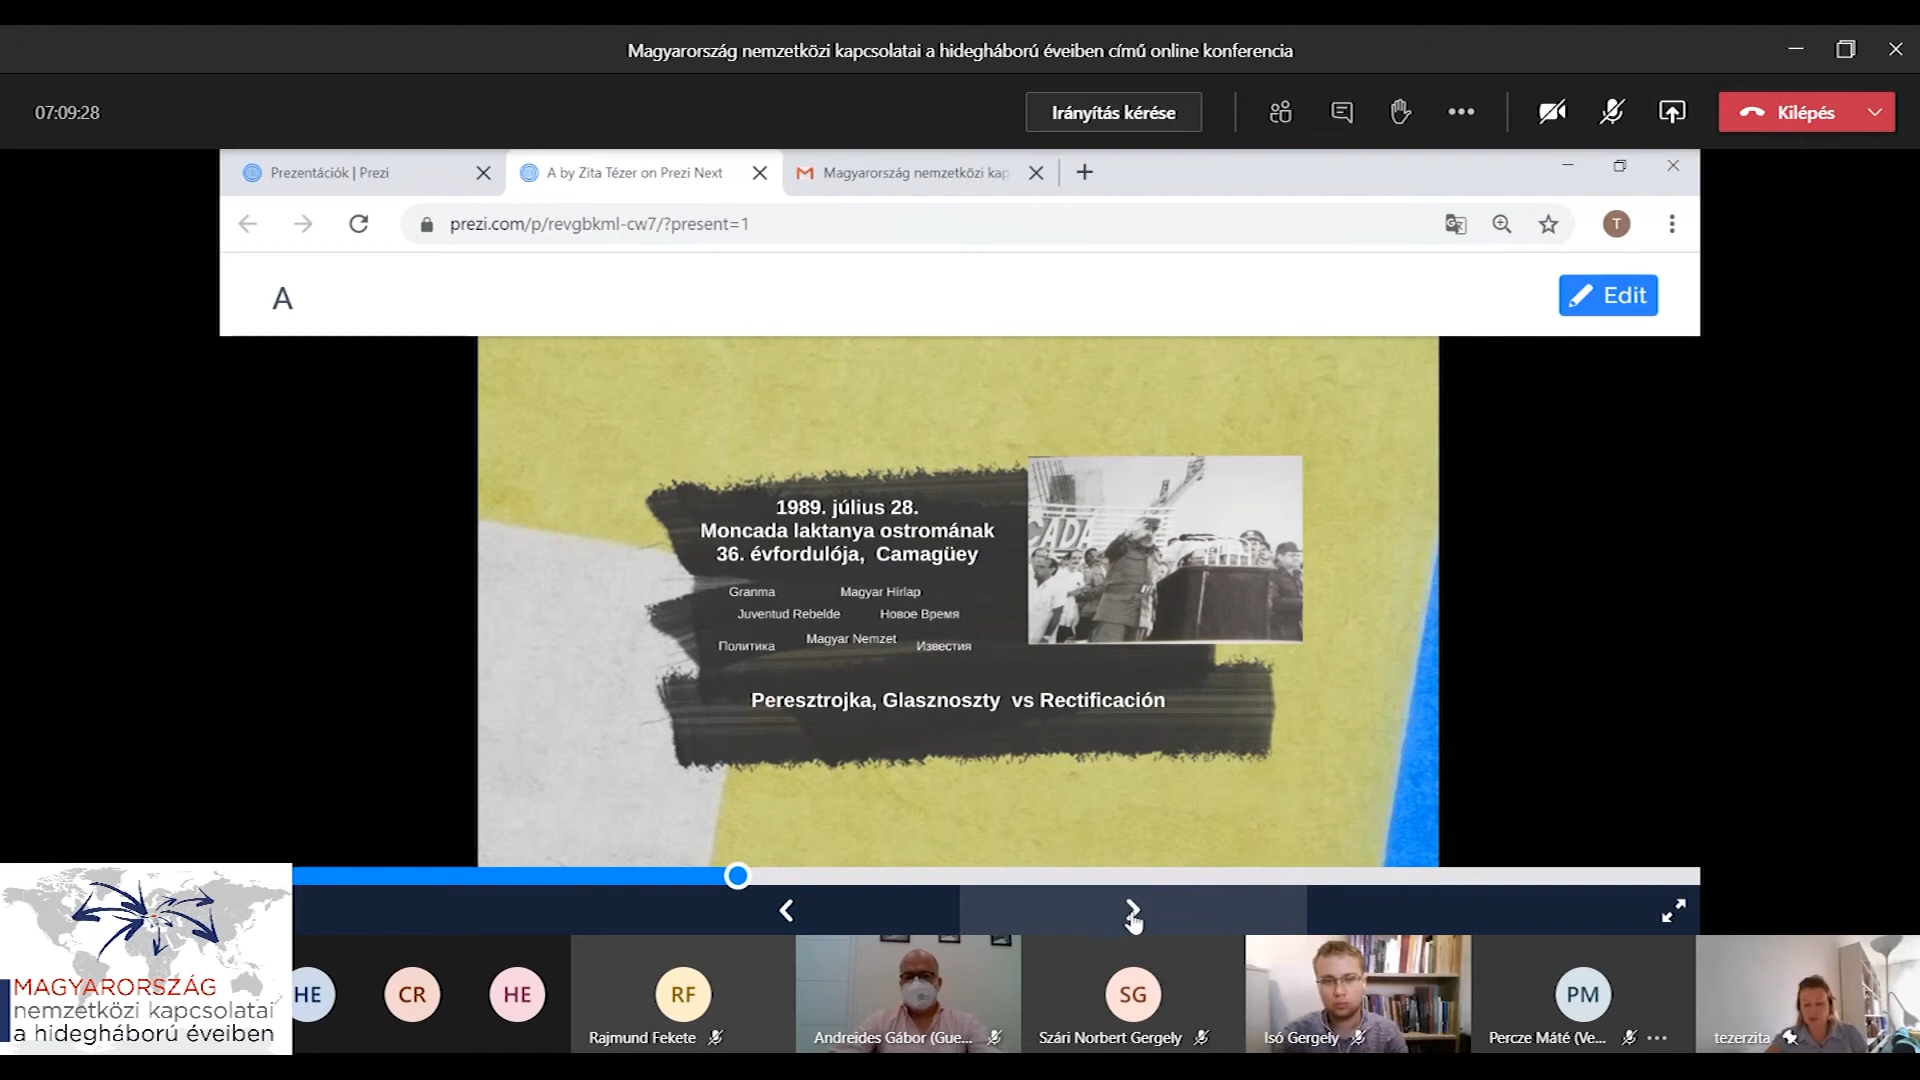 Magyarország nemzetközi kapcsolatai a hidegháború éveiben című online konferencia
07:09:28
Irányítás kérése
Kilépés
Prezentációk | Prezi
A by Zita Tézer on Prezi Next
Magyarország nemzetközi kap
prezi.com/p/revgbkml-cw7/?present=1
T
A
Edit
1989. július 28.
Moncada laktanya ostromának
36. évfordulója, Camagüey
CADA
Granma
Magyar Hírlap
Juventud Rebelde
Новое Время
Политика
Magyar Nemzet
Известия
Peresztrojka, Glasznoszty vs Rectificación
MAGYARORSZÁG
nemzetközi kapcsolatai
a hidegháború éveiben
HE
CR
HE
RF
Rajmund Fekete
Andreides Gábor (Gue...
SG
Szári Norbert Gergely
Isó Gergely
PM
Percze Máté (Ve...
tezerzita